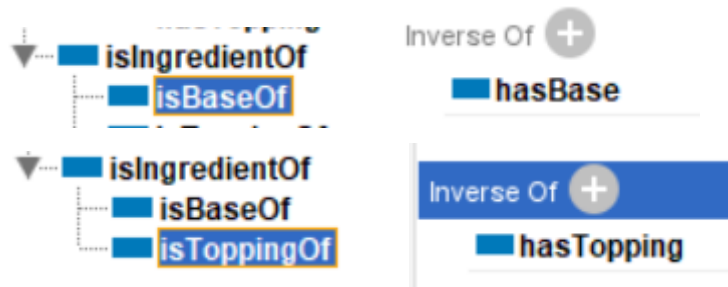 isIngredientOf
isBaseOf
Inverse Of
hasBase
isIngredientOf
isBaseOf
isToppingOf
Inverse Of
hasTopping